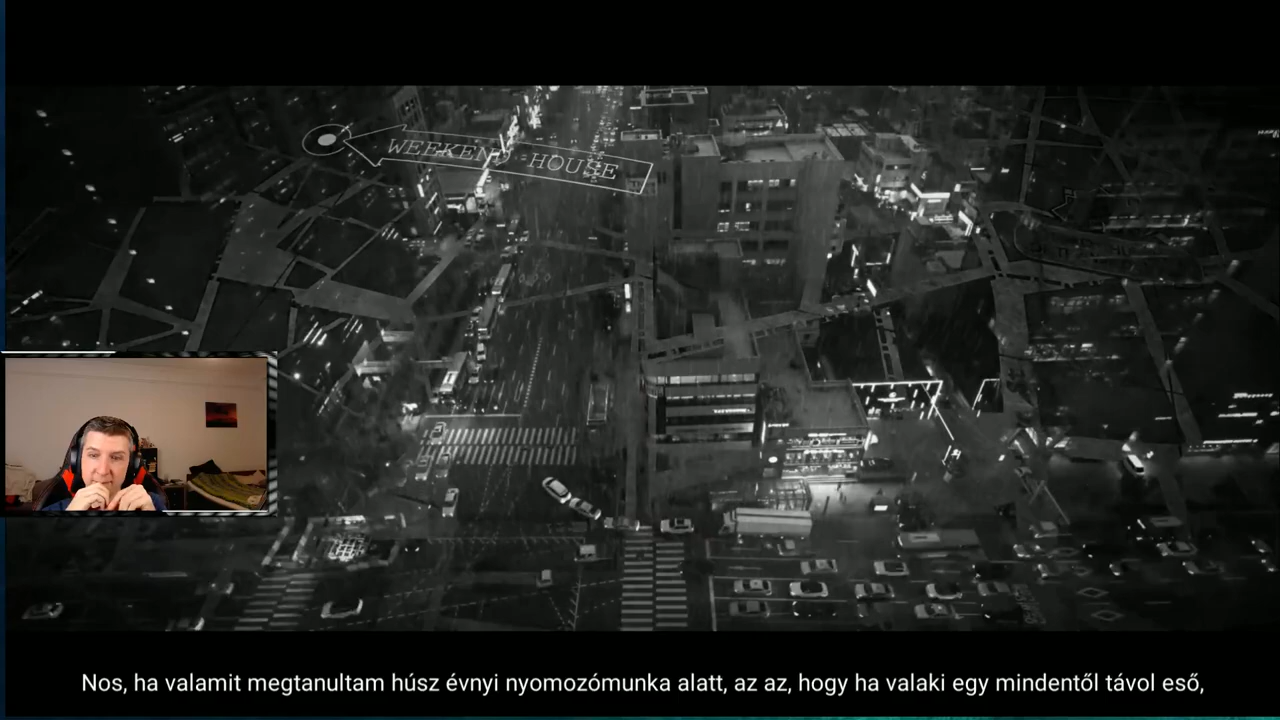 WEEKEND HOUSE
Nos, ha valamit megtanultam húsz évnyi nyomozómunka alatt, az az, hogy ha valaki egy mindentől távol eső,